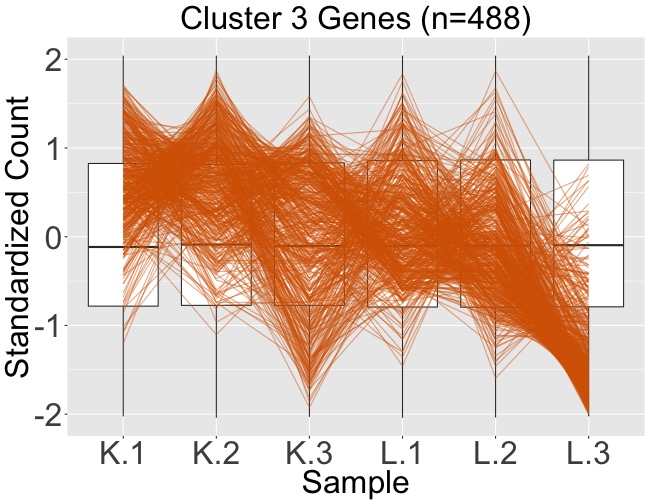 Cluster 3 Genes (n=488)
Standardized Count
2
1
0
-1
-2
K.1 K.2 K.3 L.1 L.2 L.3
Sample